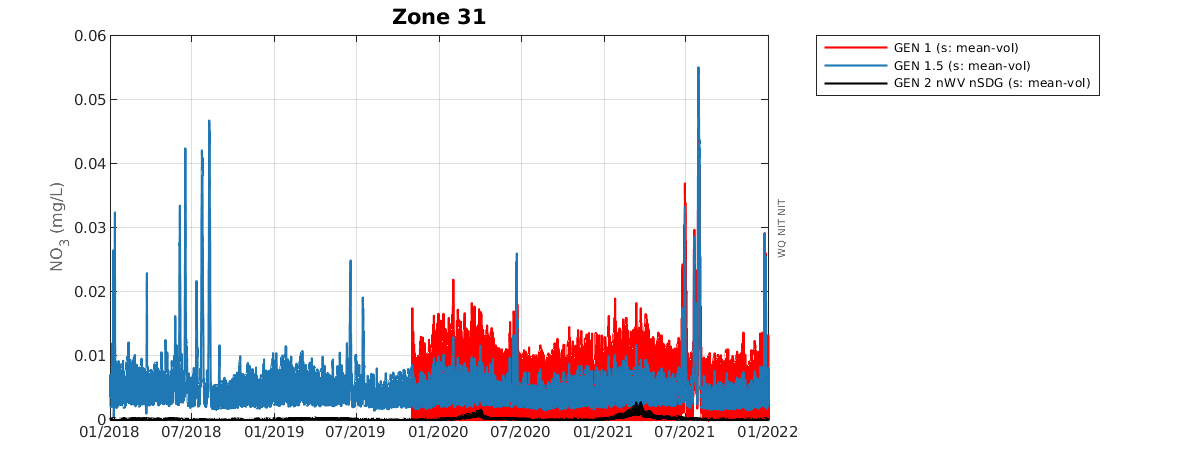 Zone 31
0.06
0.05
0.04
0.03
0.02
0.01
0
NO3 (mg/L)
01/2018 07/2018 01/2019 07/2019 01/2020 07/2020 01/2021 07/2021 01/2022
WQ NIT NIT
GEN 1 (s: mean-vol)
GEN 1.5 (s: mean-vol)
GEN 2 nWV nSDG (s: mean-vol)